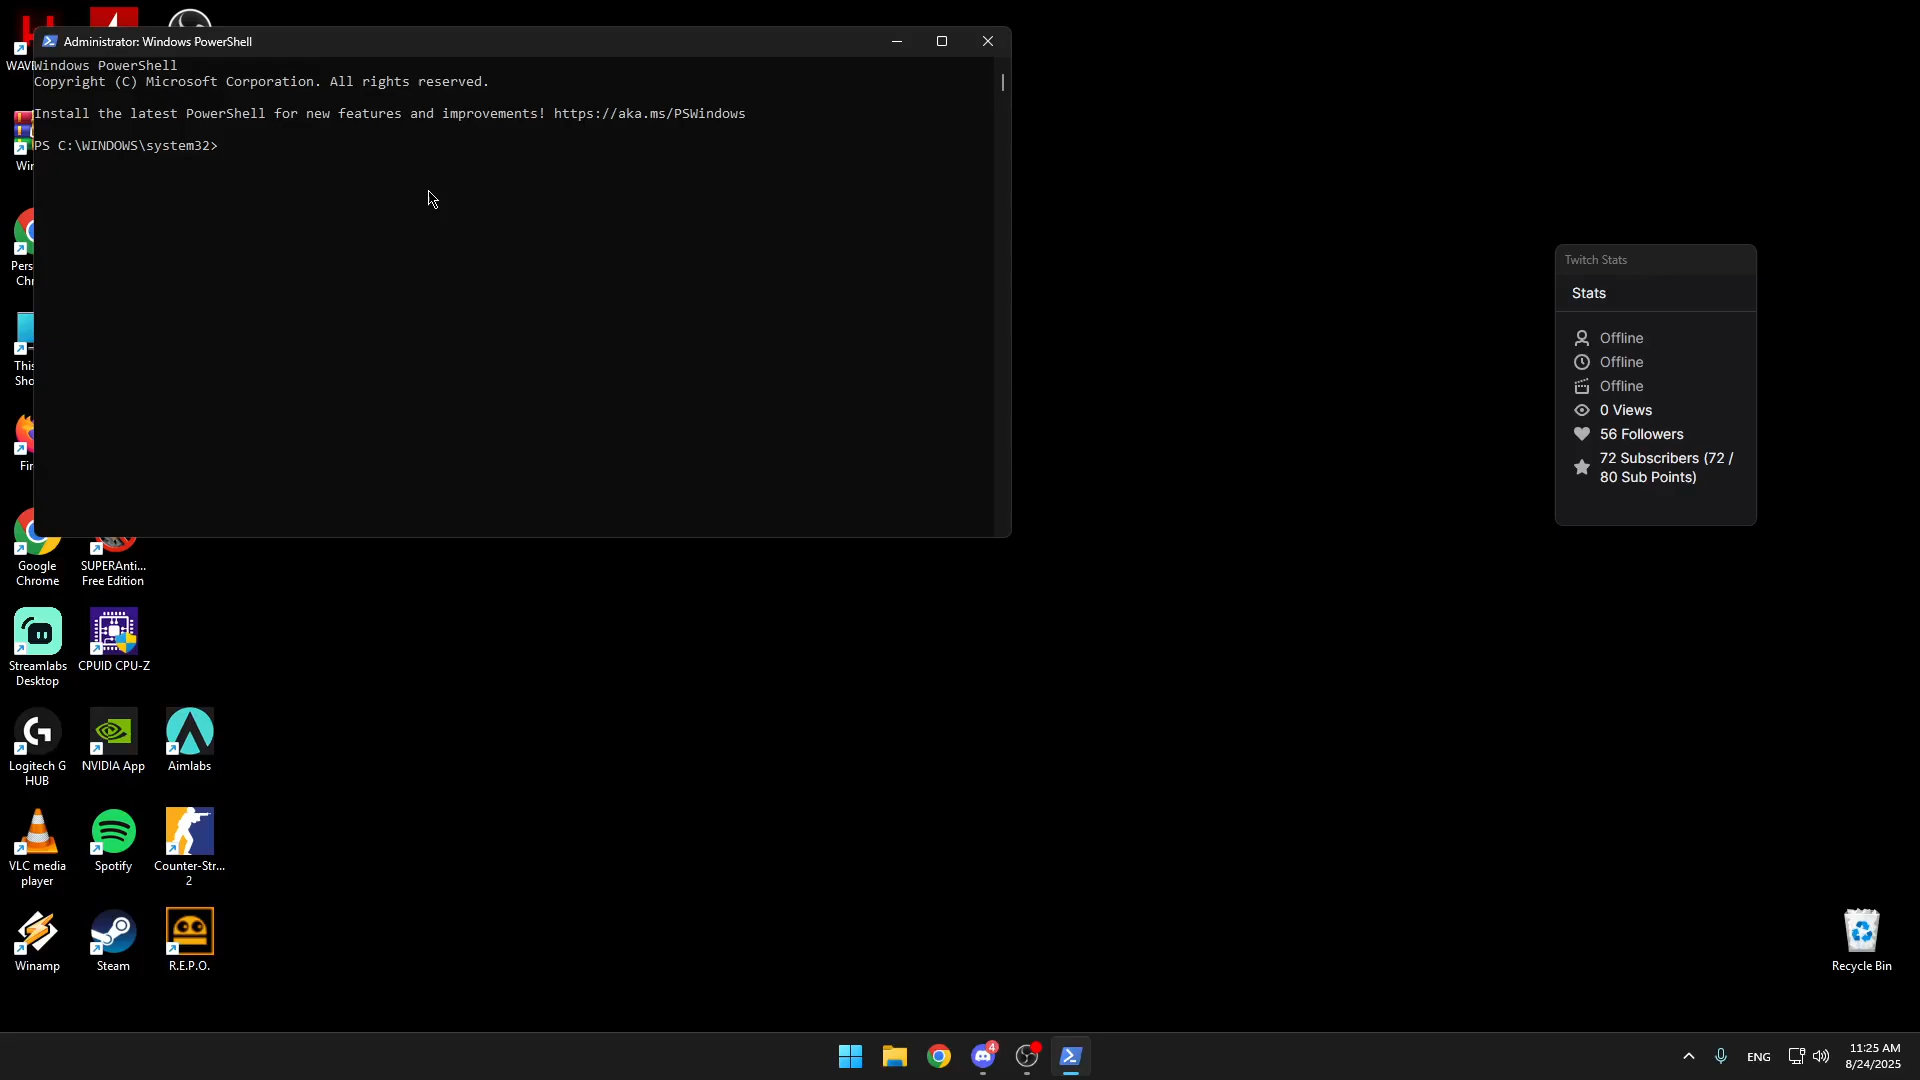 Administrator: Windows PowerShell
Windows PowerShell
Copyright (C) Microsoft Corporation. All rights reserved.
Install the latest PowerShell for new features and improvements! https://aka.ms/PSWindows
PS C:\WINDOWS\system32>
Twitch Stats
Stats
Offline
Offline
Offline
0 Views
56 Followers
72 Subscribers (72 /
80 Sub Points)
Google
Chrome
SUPERAnti...
Free Edition
Streamlabs
Desktop
CPUID CPU-Z
Logitech G
HUB
NVIDIA App
Aimlabs
VLC media
player
Spotify
Counter-Str...
2
Winamp
Steam
R.E.P.O.
Recycle Bin
4
ENG
11:25 AM
8/24/2025